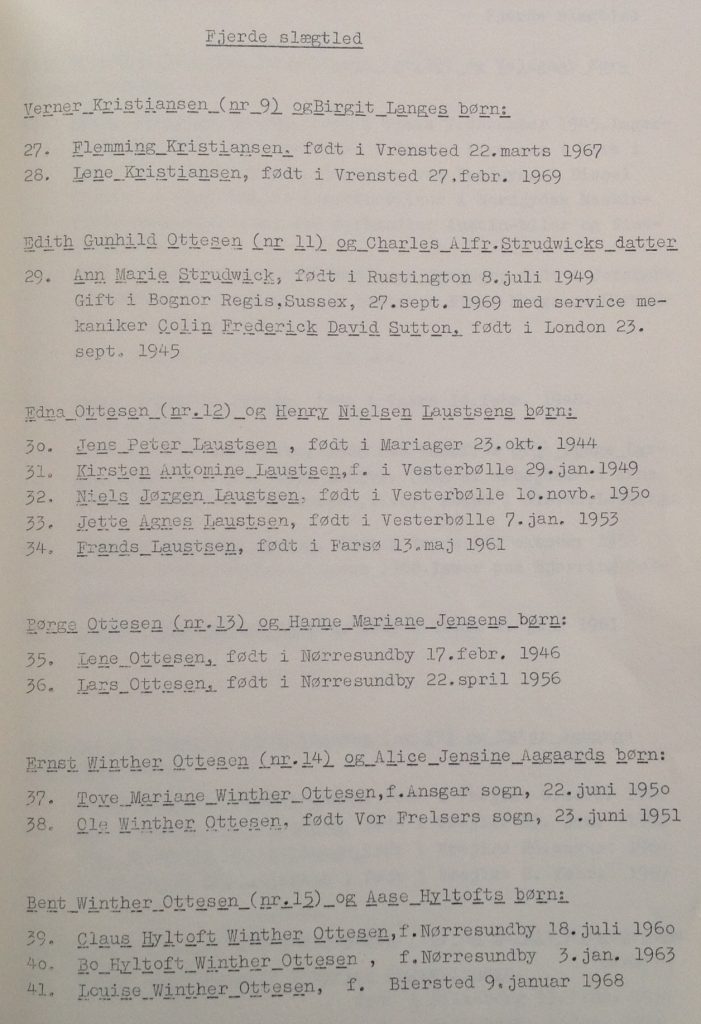 Fjerde slægtled
Verner Kristiansen (nr 9) ogBirgit Langes børn:
27. Flemming Kristiansen, født i Vrensted 22.marts 1967
28. Lene Kristiansen, født i Vrensted 27.febr. 1969
Edith Gunhild Ottesen (nr 11) og Charles Alfr.Strudwicks datter
29. Ann Marie Strudwick, født i Rustington 8.juli 1949
Gift i Bognor Regis,Sussex, 27.sept. 1969 med service me-
kaniker Colin Frederick David Sutton, født i London 23.
sept. 1945
Edna Ottesen (nr.12) og Henry Nielsen Laustsens børn:
3o. Jens Peter Laustsen , født i Mariager 23.okt. 1944
31. Kirsten Antomine Laustsen,f. i Vesterbølle 29.jan.1949
32. Niels Jørgen Laustsen, født i Vesterbølle lo.novb. 195o
33. Jette Agnes Laustsen, født i Vesterbølle 7.jan. 1953
34. Frands Laustsen, født i Farsø 13.maj 1961
Børge Ottesen (nr.13) og Hanne Mariane Jensens børn:
35. Lene Ottesen, født i Nørresundby 17.febr. 1946
36. Lars Ottesen, født i Nørresundby 22.spril 1956
Ernst Winther Ottesen (nr.14) og Alice Jensine Aagaards børn:
37. Tove Mariane Winther Ottesen,f.Ansgar sogn, 22.juni 195o
38. Ole Winther Ottesen, født Vor Frelsers sogn, 23.juni 1951
Bent Winther Ottesen (nr.15) og Aase Hyltofts børn:
39. Claus Hyltoft Winther Ottesen,f.Nørresundby 18.juli 196o
4o. Bo Hyltoft Winther Ottesen , f.Nørresundby 3.jan. 1963
41. Louise Winther Ottesen, f. Biersted 9.januar 1968